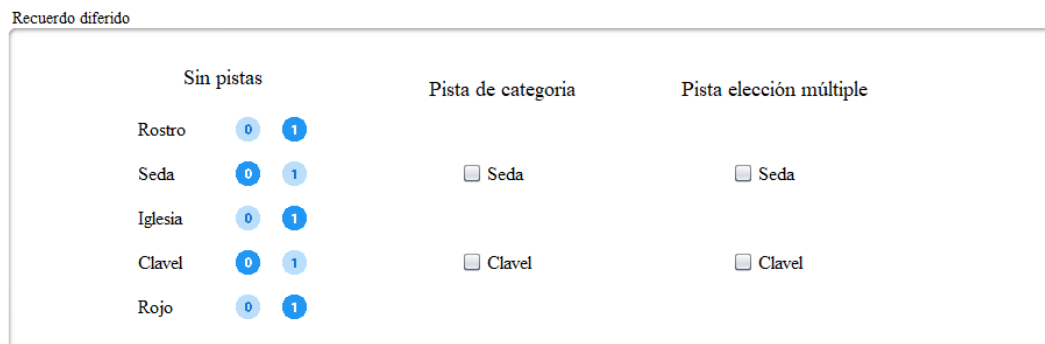 Recuerdo diferido
Sin pistas
Pista de categoria
Pista elección múltiple
Rostro 0 1
Seda 0 1 Seda Seda
Iglesia 0 1
Clavel 0 1 Clavel Clavel
Rojo 0 1